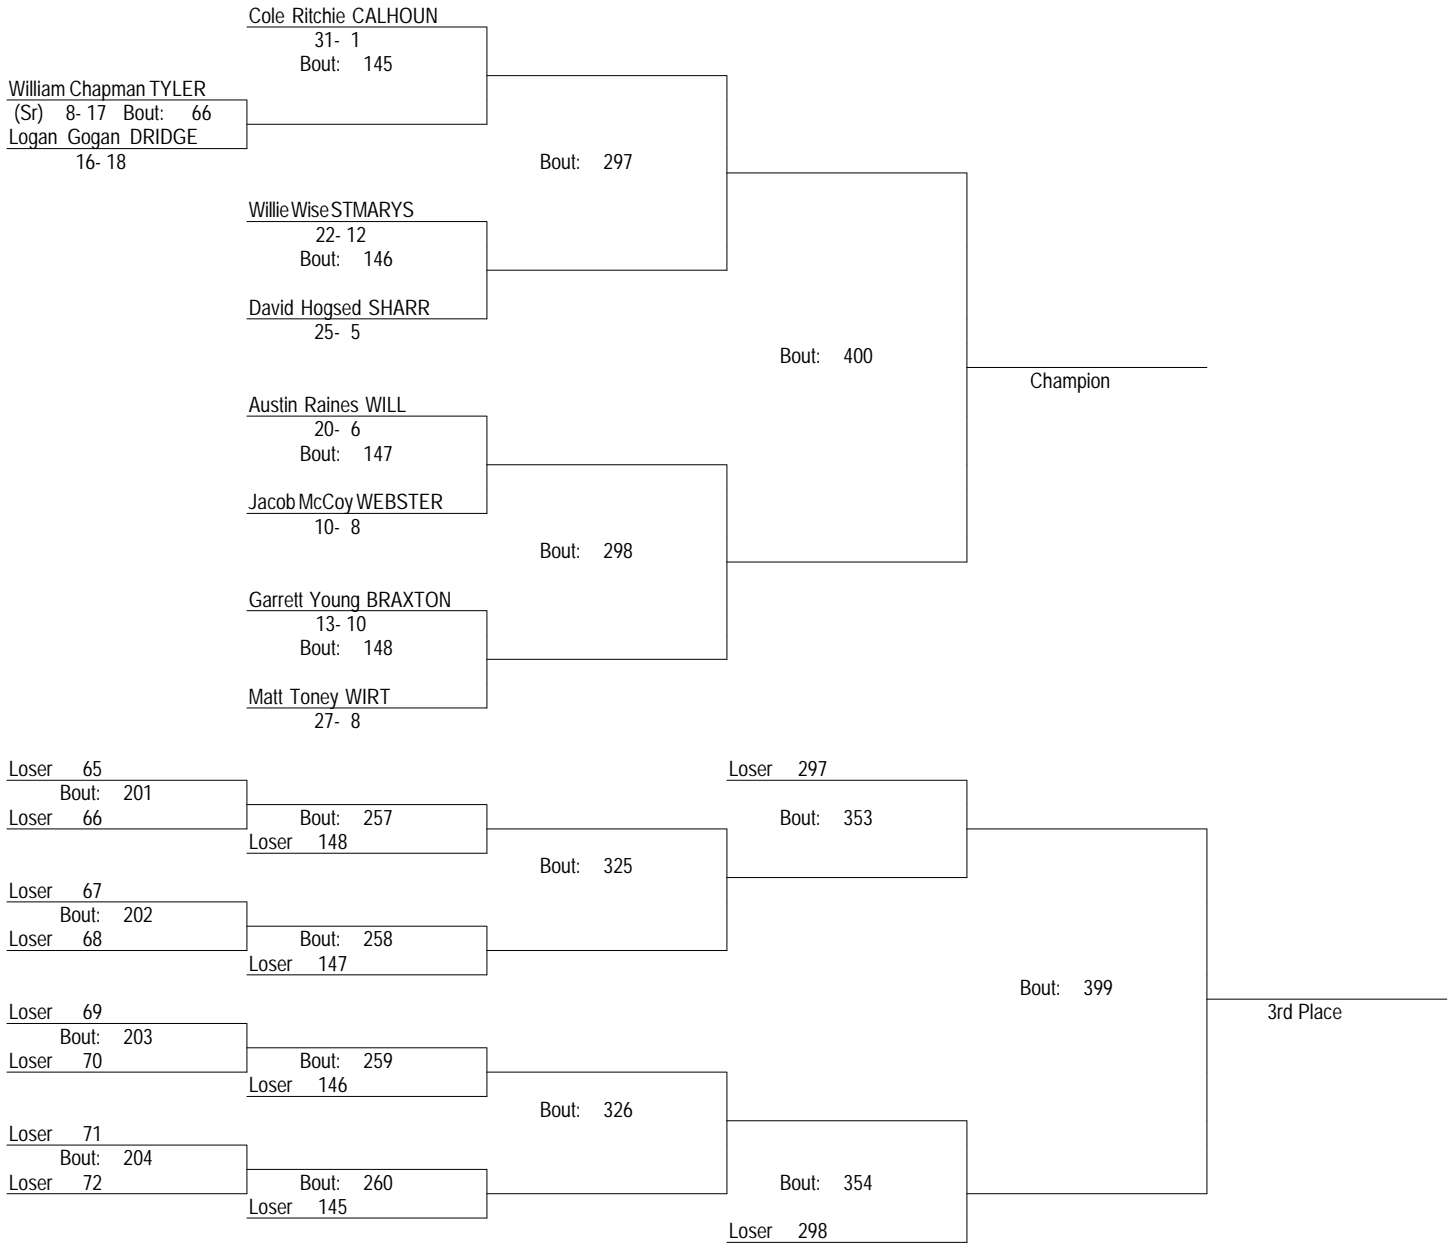 Cole Ritchie CALHOUN
31- 1
Bout: 145
William Chapman TYLER
(Sr) 8- 17 Bout: 66
Logan Gogan DRIDGE
16- 18
Bout: 297
Willie Wise STMARYS
22- 12
Bout: 146
David Hogsed SHARR
25- 5
Bout: 400
Champion
Austin Raines WILL
20- 6
Bout: 147
Jacob McCoy WEBSTER
10- 8
Bout: 298
Garrett Young BRAXTON
13- 10
Bout: 148
Matt Toney WIRT
27- 8
Loser 65
Bout: 201
Loser 66
Bout: 257
Loser 148
Bout: 325
Loser 297
Bout: 353
Loser 67
Bout: 202
Loser 68
Bout: 258
Loser 147
Bout: 399
3rd Place
Loser 69
Bout: 203
Loser 70
Bout: 259
Loser 146
Bout: 326
Loser 71
Bout: 204
Loser 72
Bout: 260
Loser 145
Bout: 354
Loser 298